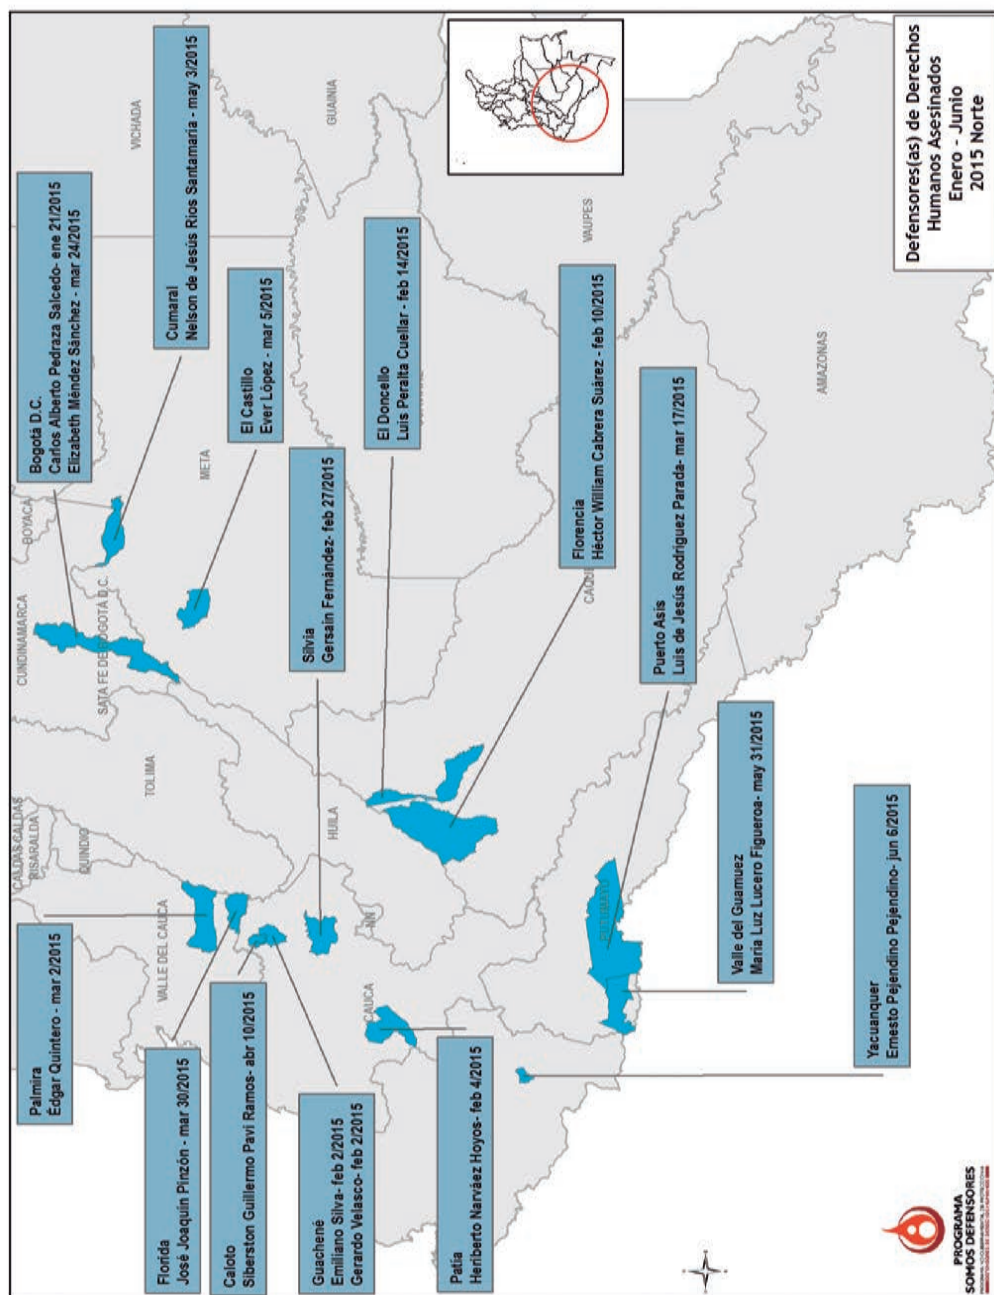 Palmira
Édgar Quintero - mar 2/2015
Florida
José Joaquín Pinzón - mar 30/2015
Caloto
Siberston Guillermo Pavi Ramos- abr 10/2015
Guachené
Emiliano Silva- feb 2/2015
Gerardo Velasco- feb 2/2015
Patía
Heriberto Narváez Hoyos- feb 4/2015
Bogotá D.C.
Carlos Alberto Pedraza Salcedo- ene 21/2015
Elizabeth Méndez Sánchez - mar 24/2015
Cumaral
Nelson de Jesús Ríos Santamaría - may 3/2015
El Castillo
Ever López - mar 5/2015
Silvia
Gersain Fernández- feb 27/2015
El Doncello
Luis Peralta Cuellar - feb 14/2015
Florencia
Héctor William Cabrera Suárez - feb 10/2015
Puerto Asís
Luis de Jesús Rodríguez Parada- mar 17/2015
Valle del Guamuez
María Luz Lucero Figueroa- may 31/2015
Yacuanquer
Ernesto Pejendino Pejendino- jun 6/2015
CALDAS CALDAS
RISARALDA
QUINDIO
VALLE DEL CAUCA
TOLIMA
CUNDINAMARCA
BOYACÁ
SATA FE DE BOGOTÁ D.C.
META
VICHADA
GUAINIA
HUILA
NN
CAUCA
VAUPES
PUTUMAYO
AMAZONAS
Defensores(as) de Derechos
Humanos Asesinados
Enero - Junio
2015 Norte
PROGRAMA
SOMOS DEFENSORES